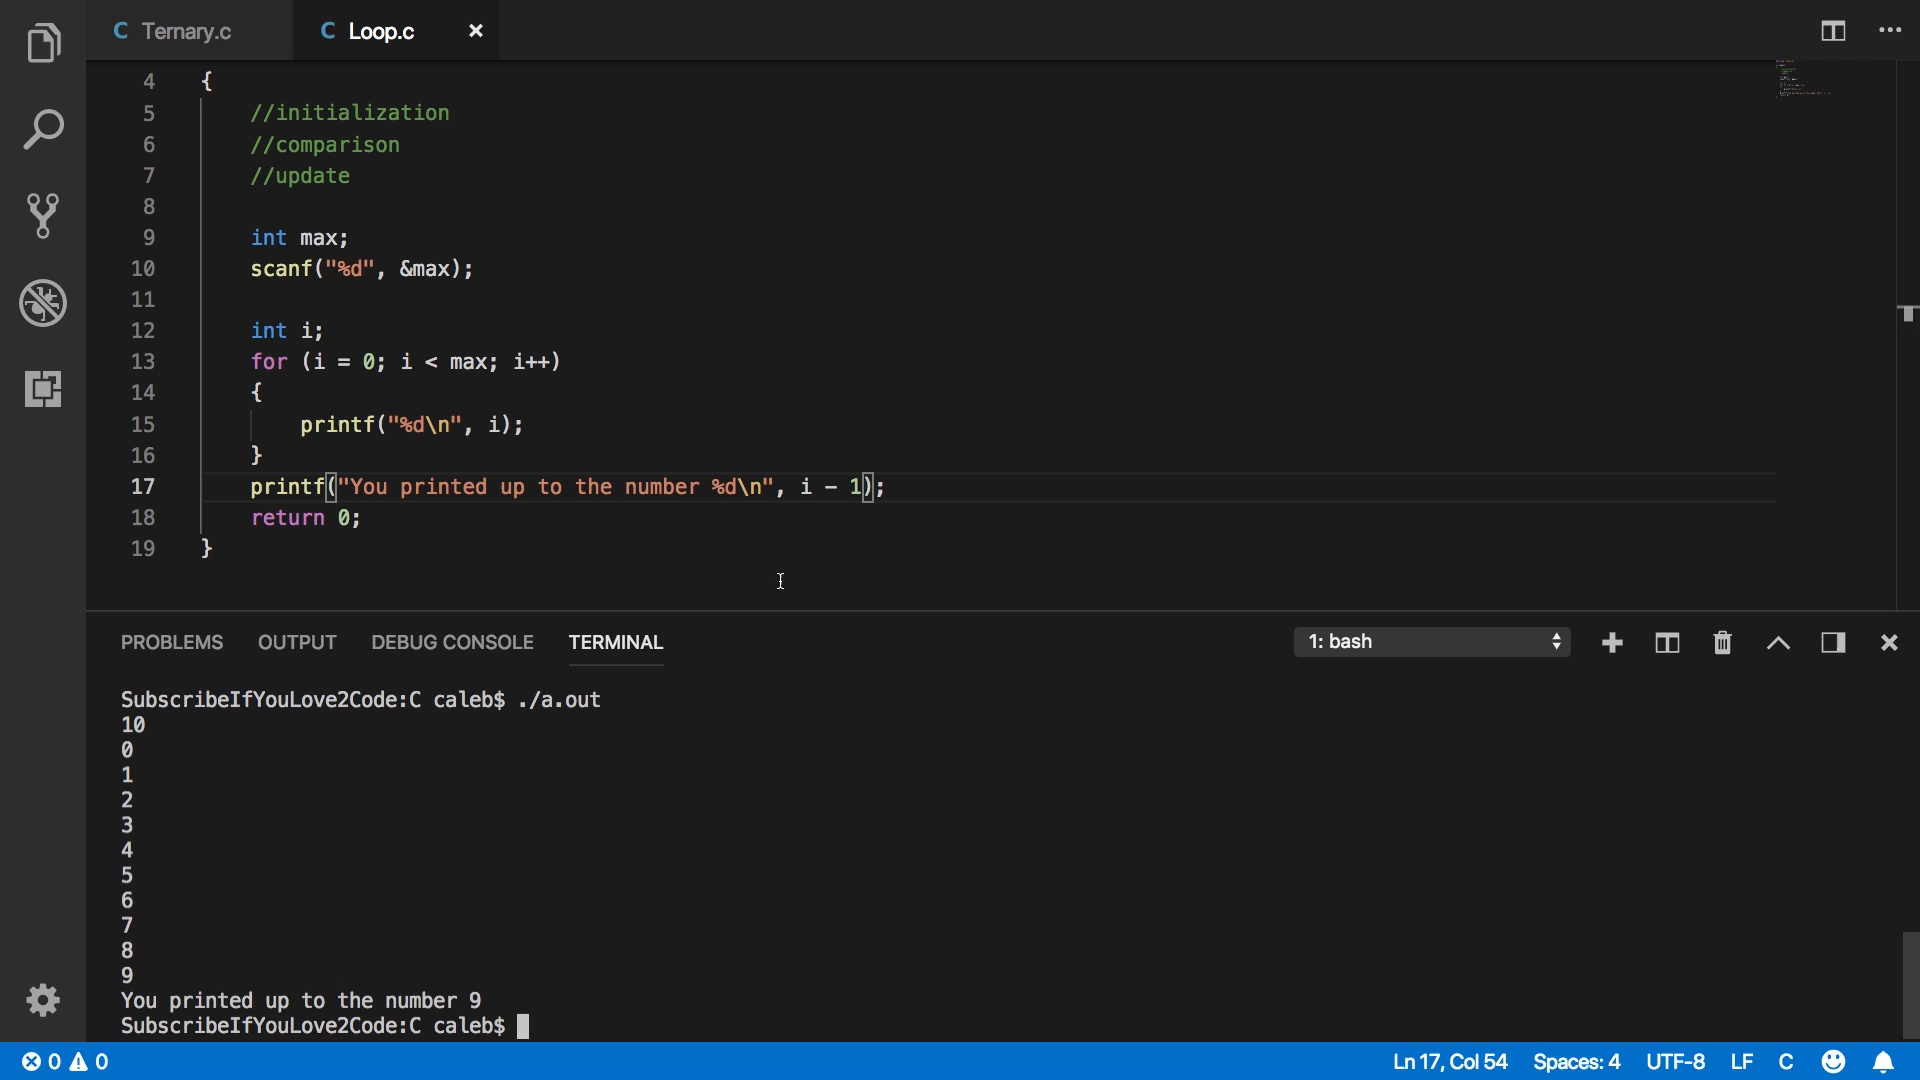 C Ternary.c
C Loop.c
4 {
5 //initialization
6 //comparison
7 //update
8
9 int max;
10 scanf("%d", &max);
11
12 int i;
13 for (i = 0; i < max; i++)
14 {
15 printf("%d\n", i);
16 }
17 printf("You printed up to the number %d\n", i - 1);
18 return 0;
19 }
PROBLEMS OUTPUT DEBUG CONSOLE TERMINAL 1: bash
SubscribeIfYouLove2Code:C caleb$ ./a.out
10
0
1
2
3
4
5
6
7
8
9
You printed up to the number 9
SubscribeIfYouLove2Code:C caleb$
0 0 Ln 17, Col 54 Spaces: 4 UTF-8 LF C